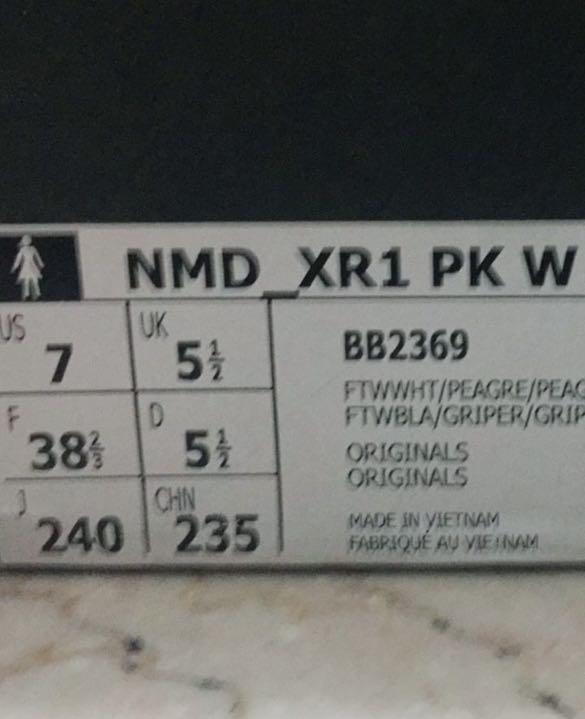 NMD_XR1 PK W
US 7 UK 5½
F 38⅔ D 5½
J 240 CHN 235
BB2369
FTWWHT/PEAGRE/PEAG
FTWBLA/GRIPER/GRIP
ORIGINALS
ORIGINALS
MADE IN VIETNAM
FABRIQUÉ AU VIETNAM